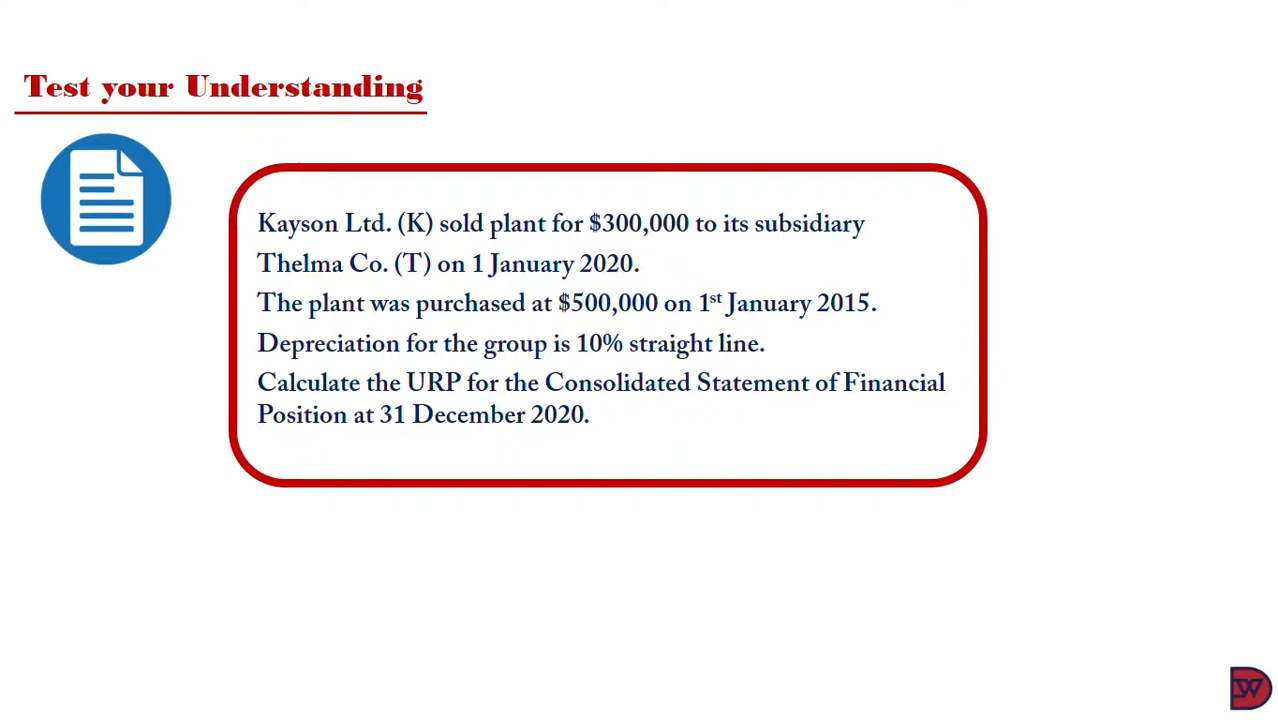 Test your Understanding
Kayson Ltd. (K) sold plant for $300,000 to its subsidiary
Thelma Co. (T) on 1 January 2020.
The plant was purchased at $500,000 on 1st January 2015.
Depreciation for the group is 10% straight line.
Calculate the URP for the Consolidated Statement of Financial
Position at 31 December 2020.
DW